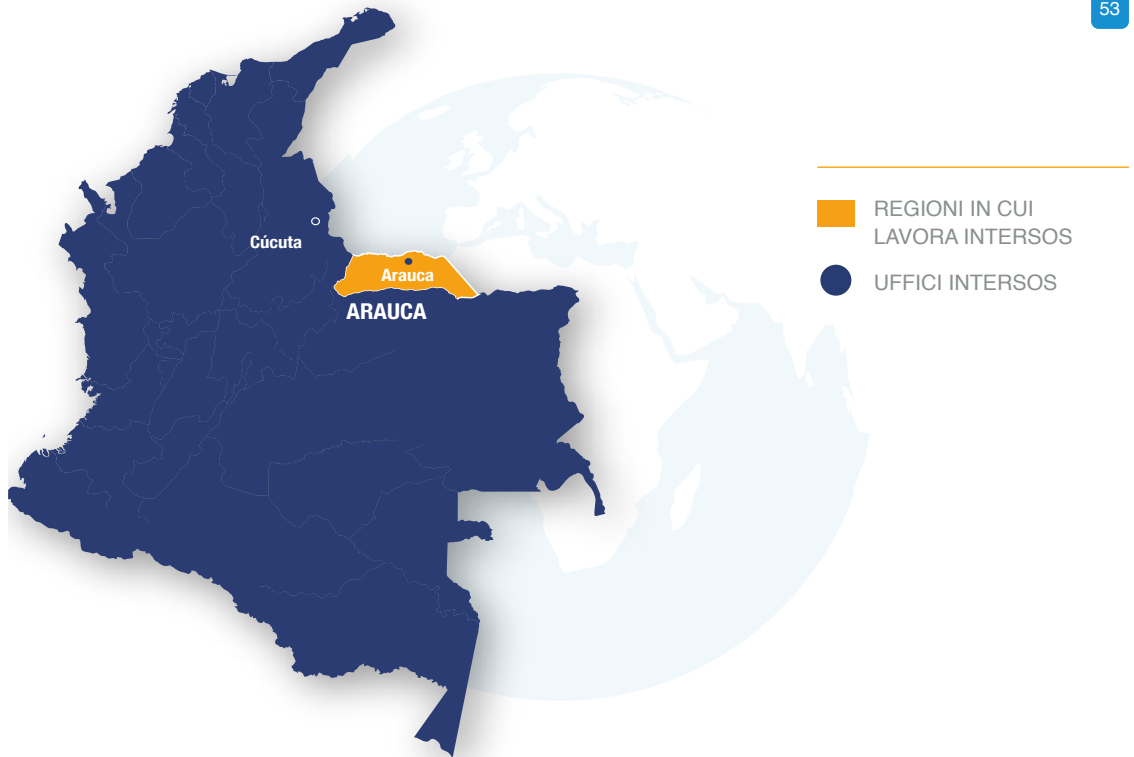 53
REGIONI IN CUI
LAVORA INTERSOS
UFFICI INTERSOS
Cúcuta
Arauca
ARAUCA